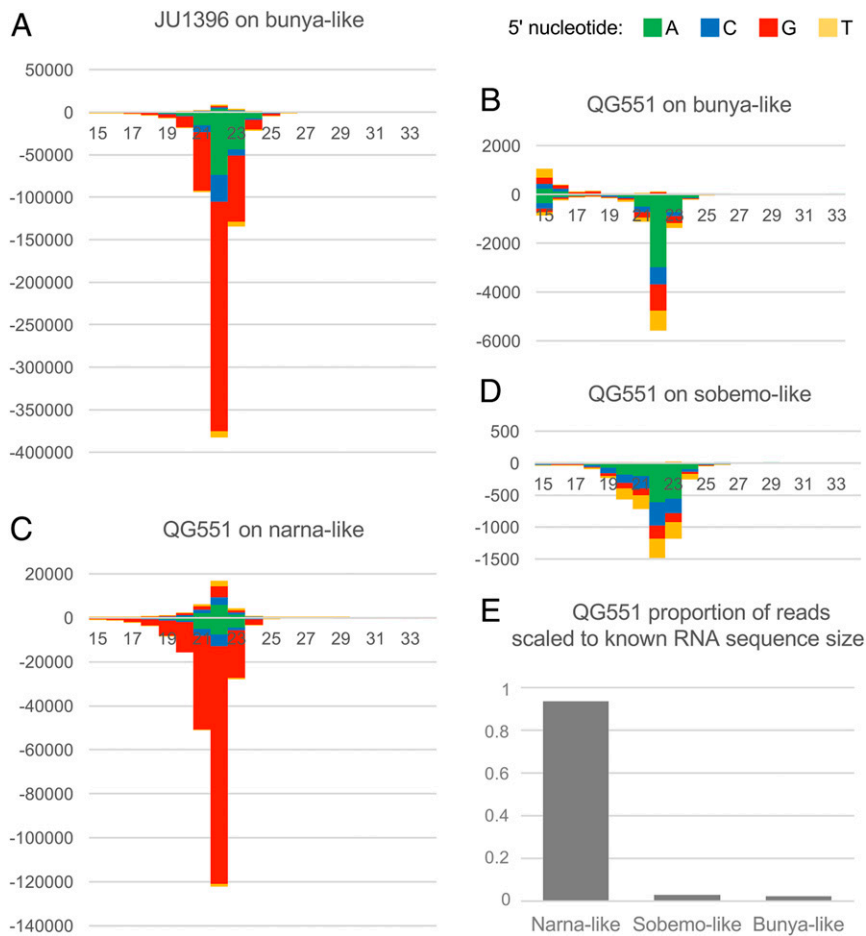 A
JU1396 on bunya-like
5' nucleotide: A C G T
50000
0
-50000
-100000
-150000
-200000
-250000
-300000
-350000
-400000
15 17 19 21 23 25 27 29 31 33
B
QG551 on bunya-like
2000
0
-2000
-4000
-6000
15 17 19 21 23 25 27 29 31 33
D
QG551 on sobemo-like
500
0
-500
-1000
-1500
15 17 19 21 23 25 27 29 31 33
C
QG551 on narna-like
20000
0
-20000
-40000
-60000
-80000
-100000
-120000
-140000
15 17 19 21 23 25 27 29 31 33
E
QG551 proportion of reads
scaled to known RNA sequence size
1
0.8
0.6
0.4
0.2
0
Narna-like Sobemo-like Bunya-like